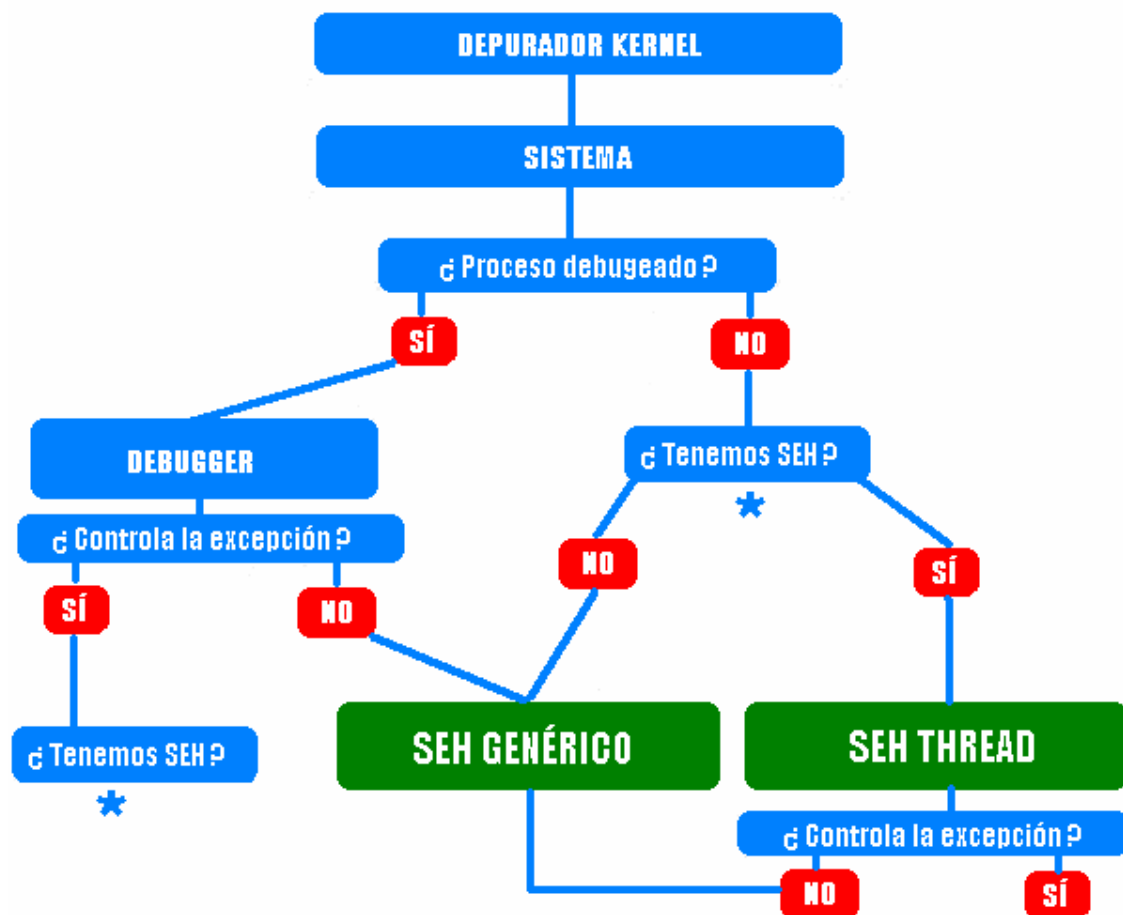 DEPURADOR KERNEL
SISTEMA
¿Proceso debugeado?
SÍ
NO
DEBUGGER
¿Tenemos SEH?
*
¿Controla la excepción?
NO
SÍ
SÍ
NO
SEH GENÉRICO
SEH THREAD
¿Tenemos SEH?
*
¿Controla la excepción?
NO
SÍ